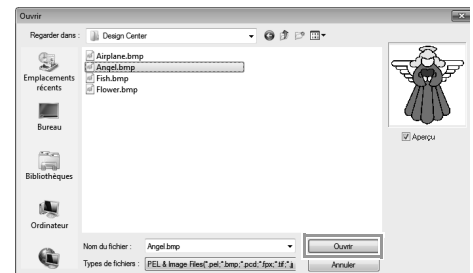 Ouvrir
Regarder dans :
Design Center
Airplane.bmp
Angel.bmp
Fish.bmp
Flower.bmp
Emplacements
récents
Bureau
Bibliothèques
Ordinateur
Aperçu
Nom du fichier :
Angel.bmp
Ouvrir
Types de fichiers :
PEL & Image Files(*.pel;*.bmp;*.pcd;*.fpx;*.tif;*.j
Annuler